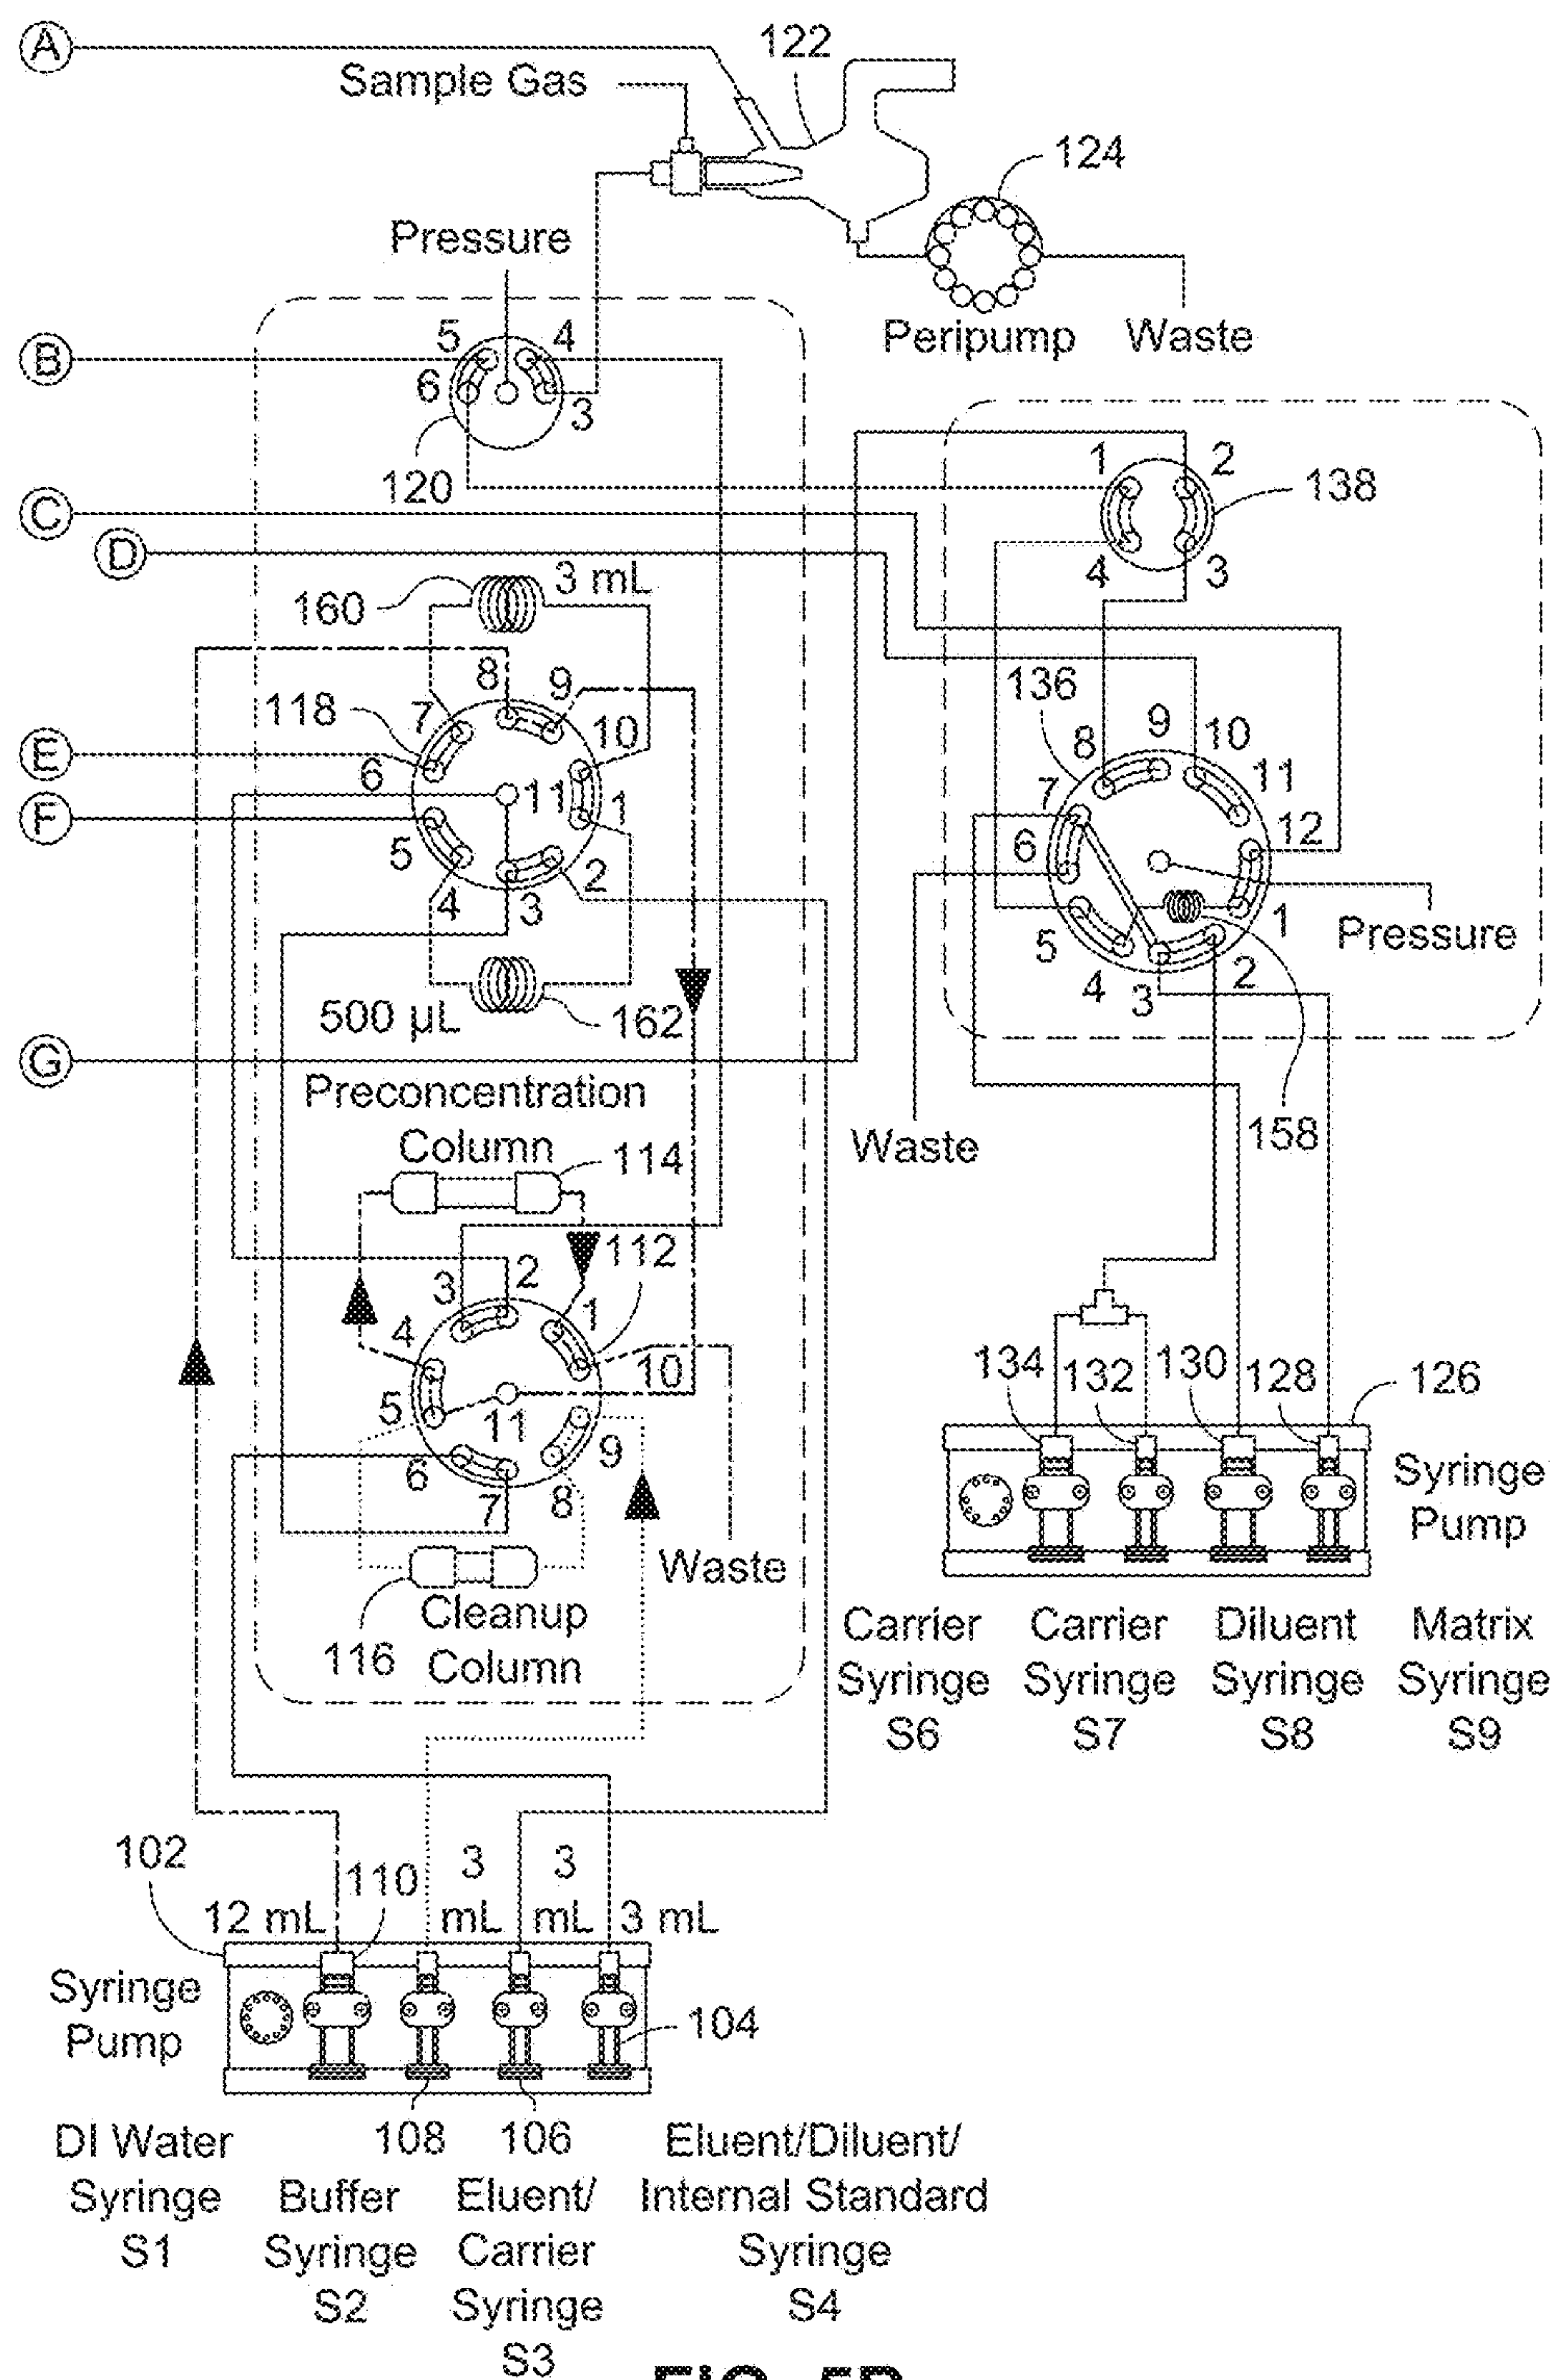 A
122
Sample Gas
124
Pressure
Peripump
Waste
5
4
B
6
3
120
1
2
138
C
D
4
3
160
3 mL
8
9
118
7
10
136
E
6
11
1
F
5
2
4
3
9
8
10
7
11
6
12
5
1
4
2
3
Pressure
500 µL
162
G
Preconcentration
Column
114
Waste
158
112
3
2
4
1
10
5
11
9
6
7
8
134
132
130
128
126
Syringe
Pump
Waste
116
Cleanup
Column
Carrier
Syringe
S6
Carrier
Syringe
S7
Diluent
Syringe
S8
Matrix
Syringe
S9
102
110
12 mL
3
mL
3
mL
3 mL
Syringe
Pump
104
108
106
DI Water
Syringe
S1
Buffer
Syringe
S2
Eluent/
Carrier
Syringe
S3
Eluent/Diluent/
Internal Standard
Syringe
S4